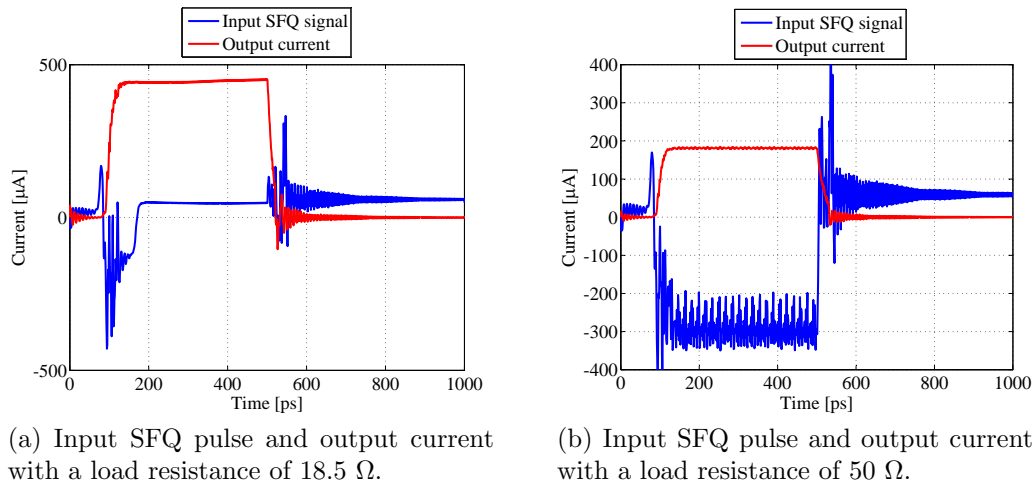 Input SFQ signal
Output current
500
0
-500
0 200 400 600 800 1000
Current [µA]
Time [ps]
(a) Input SFQ pulse and output current
with a load resistance of 18.5 Ω.
Input SFQ signal
Output current
400
300
200
100
0
-100
-200
-300
-400
0 200 400 600 800 1000
Current [µA]
Time [ps]
(b) Input SFQ pulse and output current
with a load resistance of 50 Ω.